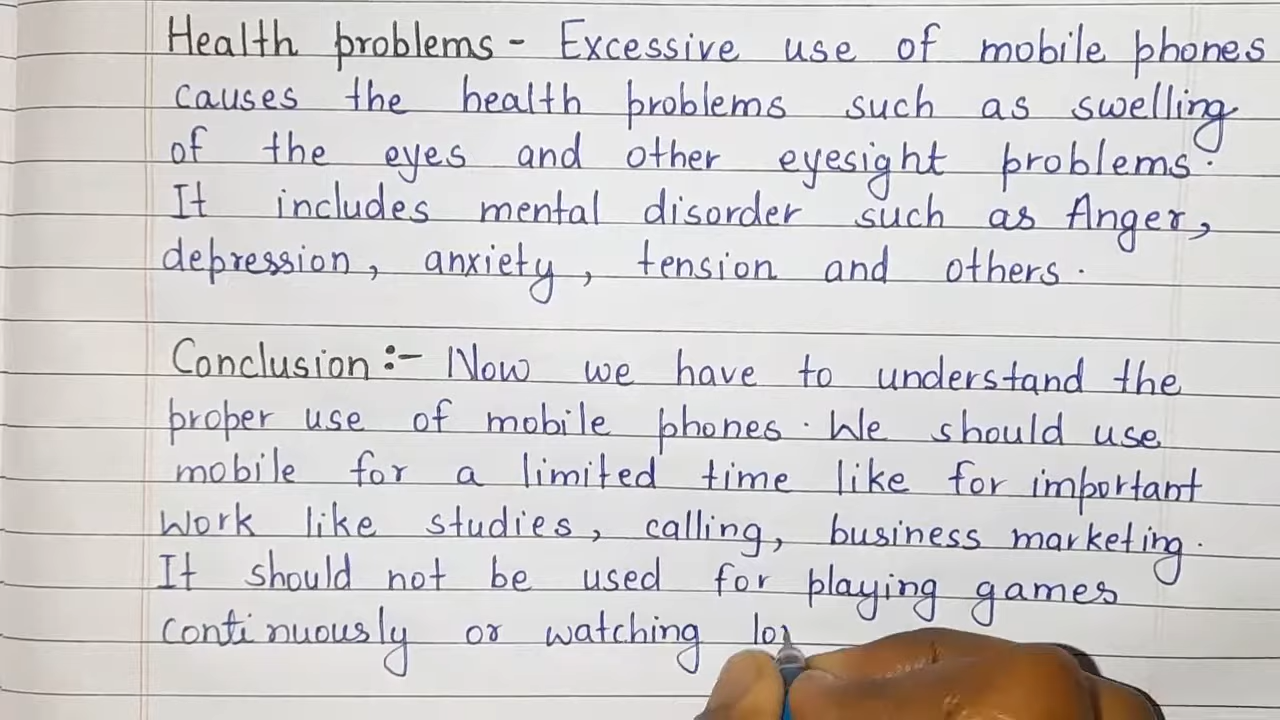 Health problems - Excessive use of mobile phones
causes the health problems such as swelling
of the eyes and other eyesight problems.
It includes mental disorder such as Anger,
depression, anxiety, tension and others.
Conclusion :- Now we have to understand the
proper use of mobile phones. We should use
mobile for a limited time like for important
work like studies, calling, business marketing.
It should not be used for playing games
continuously or watching